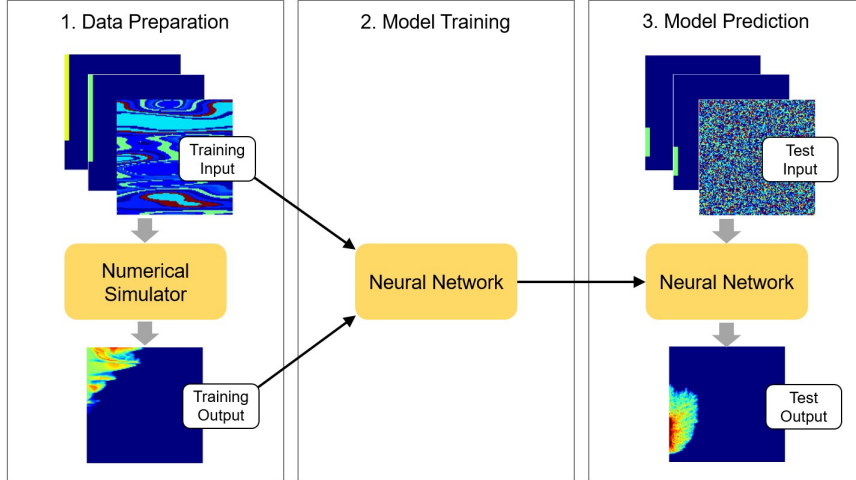 1. Data Preparation
Training
Input
Numerical
Simulator
Training
Output
2. Model Training
Neural Network
3. Model Prediction
Test
Input
Neural Network
Test
Output